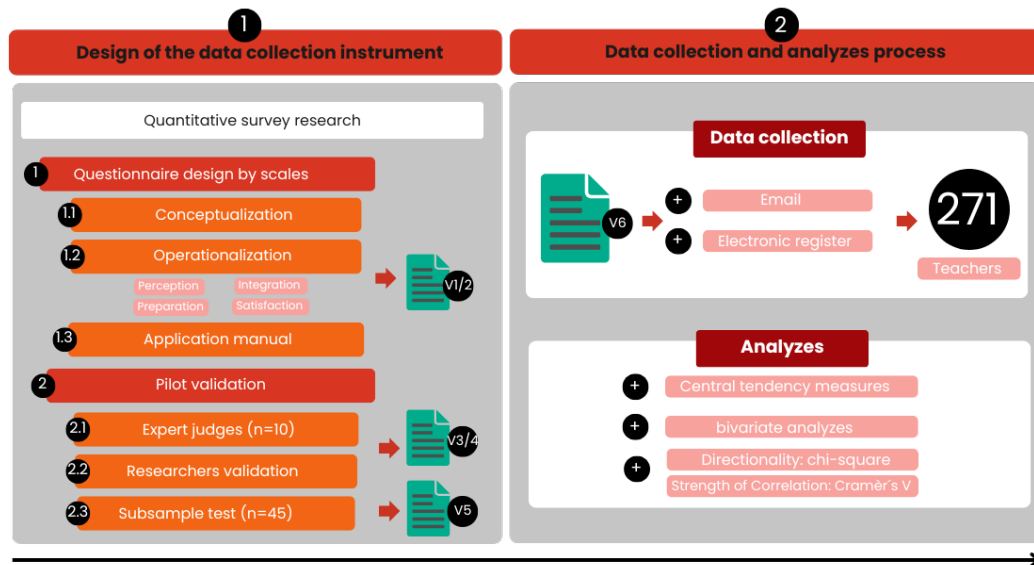 1
Design of the data collection instrument
Quantitative survey research
1 Questionnaire design by scales
1.1 Conceptualization
1.2 Operationalization
Perception Integration
Preparation Satisfaction
V1/2
1.3 Application manual
2 Pilot validation
2.1 Expert judges (n=10)
V3/4
2.2 Researchers validation
2.3 Subsample test (n=45)
V5
2
Data collection and analyzes process
Data collection
V6
+ Email
+ Electronic register
271
Teachers
Analyzes
+ Central tendency measures
+ bivariate analyzes
+ Directionality: chi-square
Strength of Correlation: Cramèr´s V